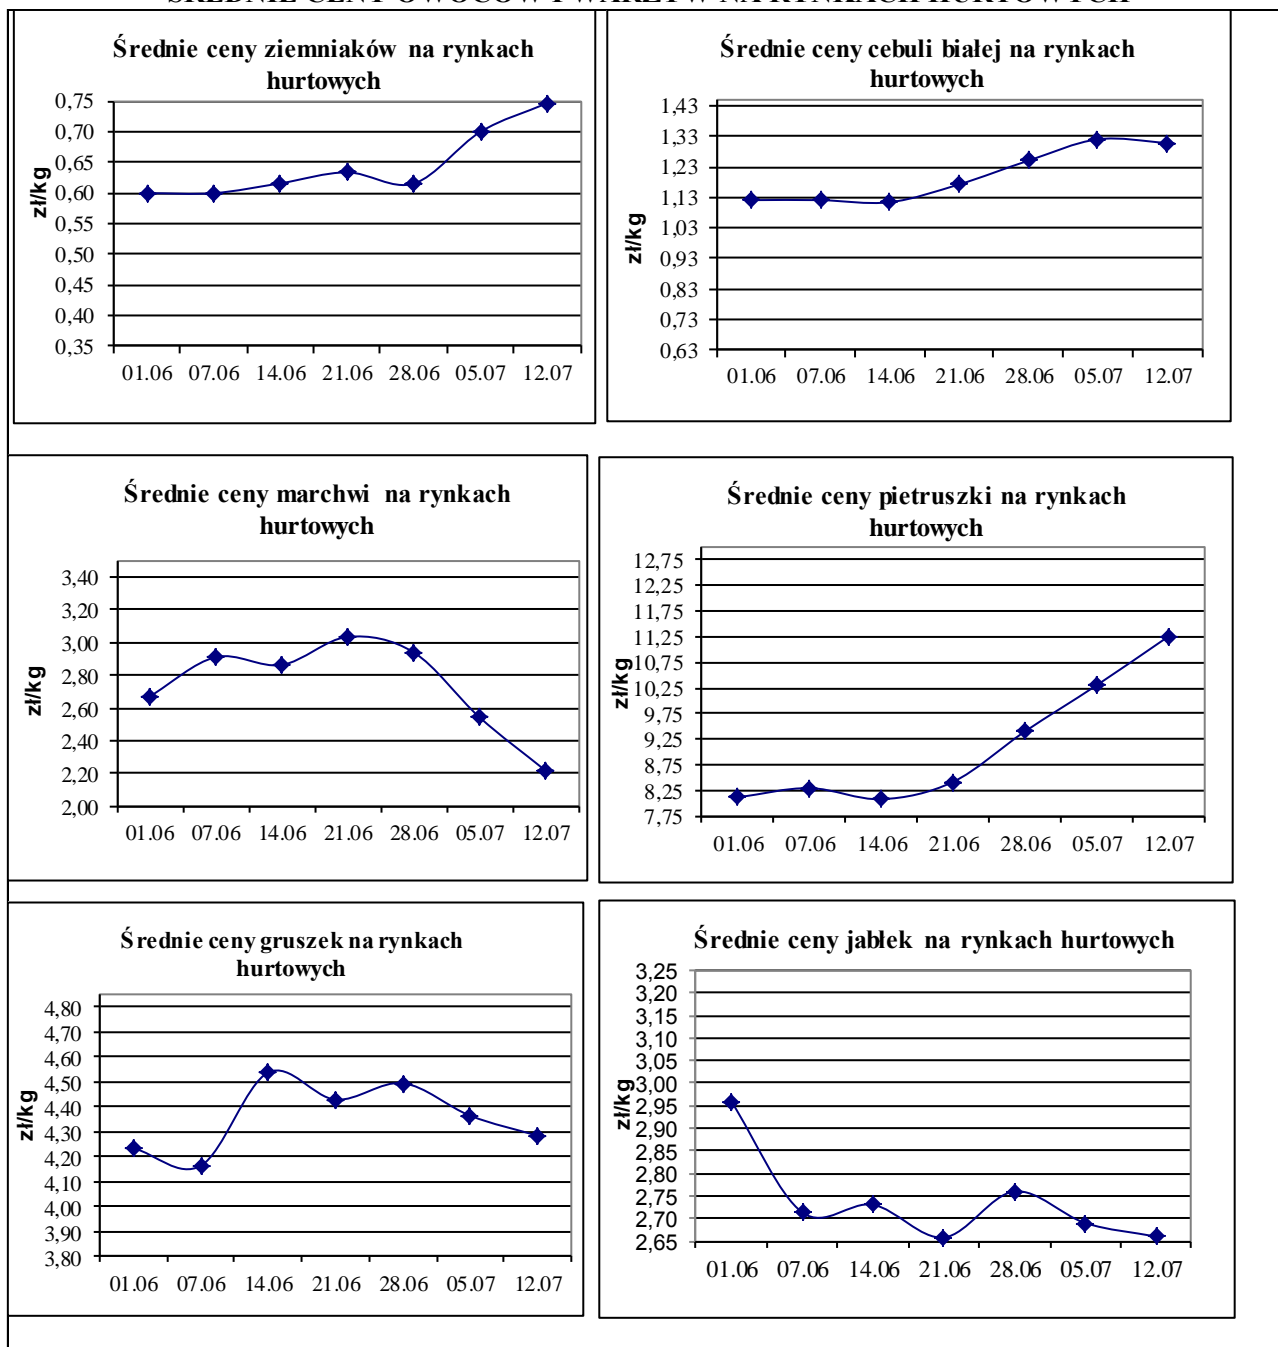 ŚREDNIE CENY OWOCÓW I WARZYW NA RYNKACH HURTOWYCH
Średnie ceny ziemniaków na rynkach
hurtowych
zł/kg
0,75
0,70
0,65
0,60
0,55
0,50
0,45
0,40
0,35
01.06 07.06 14.06 21.06 28.06 05.07 12.07
Średnie ceny cebuli białej na rynkach
hurtowych
zł/kg
1,43
1,33
1,23
1,13
1,03
0,93
0,83
0,73
0,63
01.06 07.06 14.06 21.06 28.06 05.07 12.07
Średnie ceny marchwi na rynkach
hurtowych
zł/kg
3,40
3,20
3,00
2,80
2,60
2,40
2,20
2,00
01.06 07.06 14.06 21.06 28.06 05.07 12.07
Średnie ceny pietruszki na rynkach
hurtowych
zł/kg
12,75
12,25
11,75
11,25
10,75
10,25
9,75
9,25
8,75
8,25
7,75
01.06 07.06 14.06 21.06 28.06 05.07 12.07
Średnie ceny gruszek na rynkach
hurtowych
zł/kg
4,80
4,70
4,60
4,50
4,40
4,30
4,20
4,10
4,00
3,90
3,80
01.06 07.06 14.06 21.06 28.06 05.07 12.07
Średnie ceny jabłek na rynkach hurtowych
zł/kg
3,25
3,20
3,15
3,10
3,05
3,00
2,95
2,90
2,85
2,80
2,75
2,70
2,65
01.06 07.06 14.06 21.06 28.06 05.07 12.07